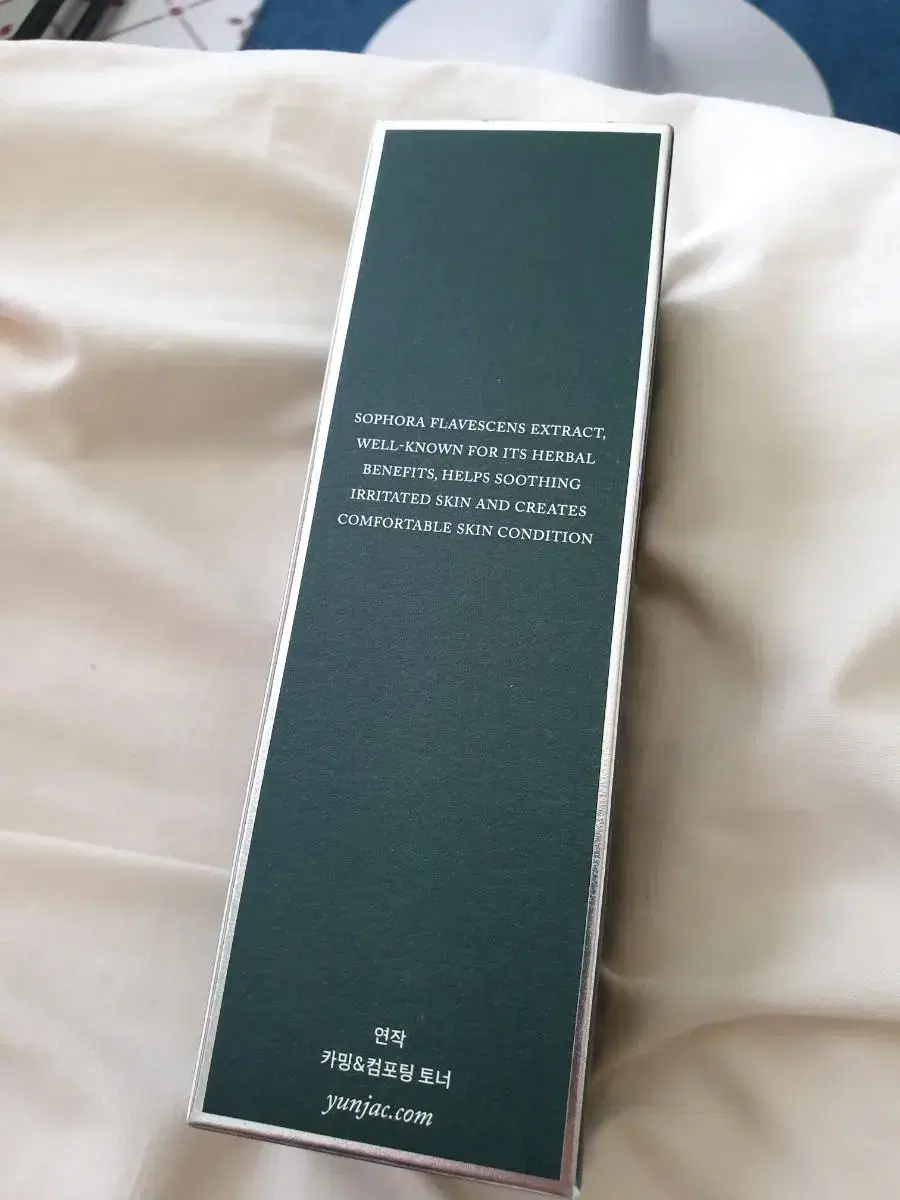 SOPHORA FLAVESCENS EXTRACT,
WELL-KNOWN FOR ITS HERBAL
BENEFITS, HELPS SOOTHING
IRRITATED SKIN AND CREATES
COMFORTABLE SKIN CONDITION
연작
카밍&컴포팅 토너
yunjac.com